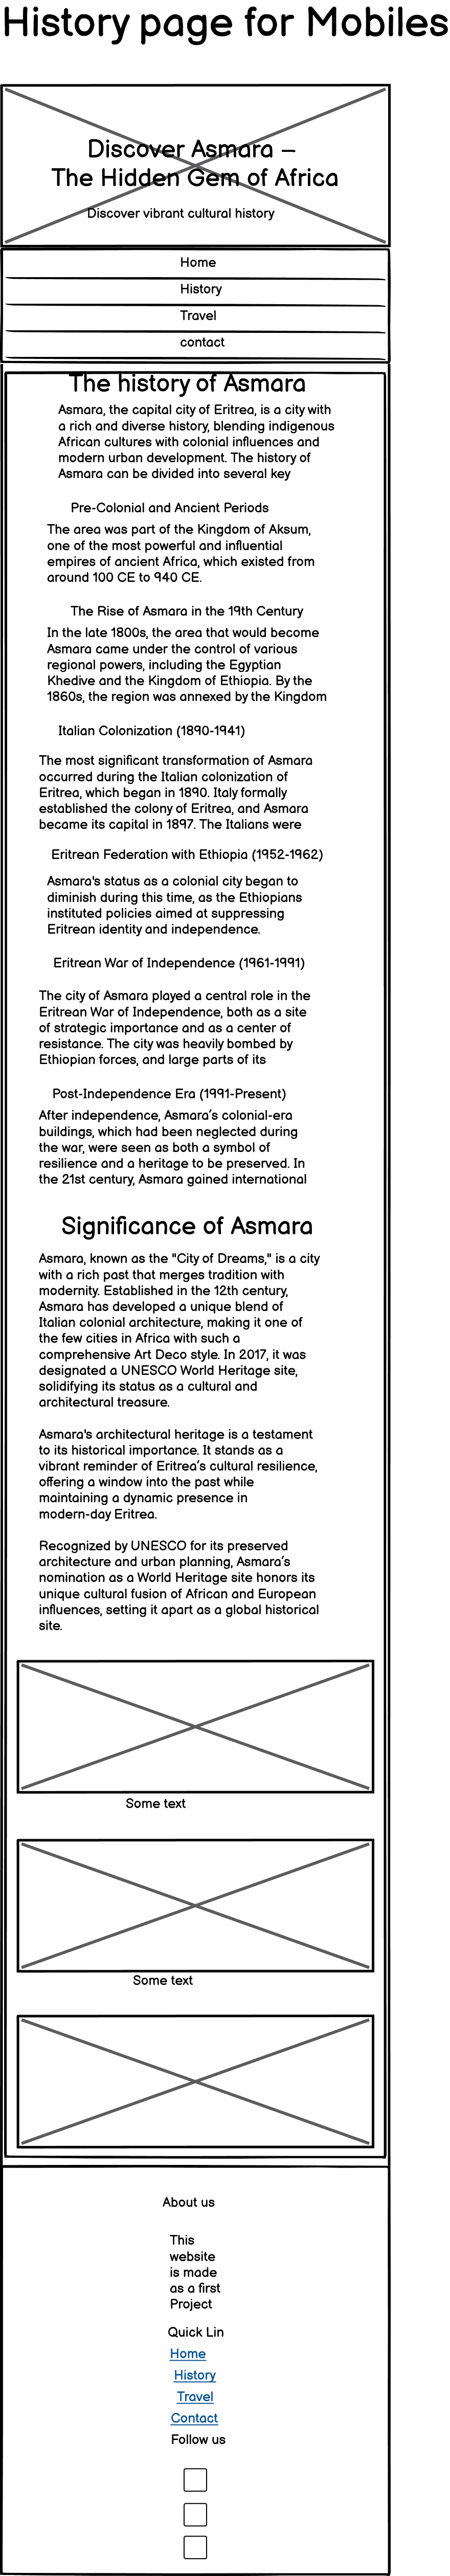 History page for Mobiles
Discover Asmara –
The Hidden Gem of Africa
Discover vibrant cultural history
Home
History
Travel
contact
The history of Asmara
Asmara, the capital city of Eritrea, is a city with
a rich and diverse history, blending indigenous
African cultures with colonial influences and
modern urban development. The history of
Asmara can be divided into several key
Pre-Colonial and Ancient Periods
The area was part of the Kingdom of Aksum,
one of the most powerful and influential
empires of ancient Africa, which existed from
around 100 CE to 940 CE.
The Rise of Asmara in the 19th Century
In the late 1800s, the area that would become
Asmara came under the control of various
regional powers, including the Egyptian
Khedive and the Kingdom of Ethiopia. By the
1860s, the region was annexed by the Kingdom
Italian Colonization (1890-1941)
The most significant transformation of Asmara
occurred during the Italian colonization of
Eritrea, which began in 1890. Italy formally
established the colony of Eritrea, and Asmara
became its capital in 1897. The Italians were
Eritrean Federation with Ethiopia (1952-1962)
Asmara's status as a colonial city began to
diminish during this time, as the Ethiopians
instituted policies aimed at suppressing
Eritrean identity and independence.
Eritrean War of Independence (1961-1991)
The city of Asmara played a central role in the
Eritrean War of Independence, both as a site
of strategic importance and as a center of
resistance. The city was heavily bombed by
Ethiopian forces, and large parts of its
Post-Independence Era (1991-Present)
After independence, Asmara’s colonial-era
buildings, which had been neglected during
the war, were seen as both a symbol of
resilience and a heritage to be preserved. In
the 21st century, Asmara gained international
Significance of Asmara
Asmara, known as the "City of Dreams," is a city
with a rich past that merges tradition with
modernity. Established in the 12th century,
Asmara has developed a unique blend of
Italian colonial architecture, making it one of
the few cities in Africa with such a
comprehensive Art Deco style. In 2017, it was
designated a UNESCO World Heritage site,
solidifying its status as a cultural and
architectural treasure.
Asmara's architectural heritage is a testament
to its historical importance. It stands as a
vibrant reminder of Eritrea’s cultural resilience,
offering a window into the past while
maintaining a dynamic presence in
modern-day Eritrea.
Recognized by UNESCO for its preserved
architecture and urban planning, Asmara’s
nomination as a World Heritage site honors its
unique cultural fusion of African and European
influences, setting it apart as a global historical
site.
Some text
Some text
About us
This
website
is made
as a first
Project
Quick Lin
Home
History
Travel
Contact
Follow us